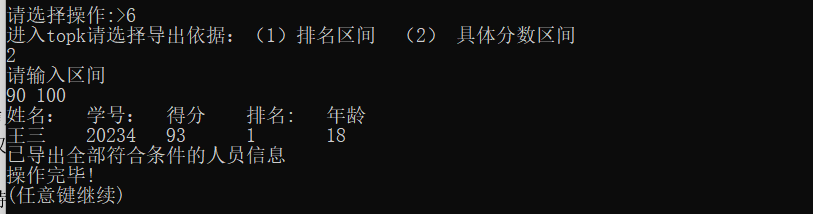 请选择操作:>6
进入topk请选择导出依据：（1）排名区间  （2） 具体分数区间
2
请输入区间
90 100
姓名：  学号：  得分    排名:   年龄
王三    20234   93      1       18
已导出全部符合条件的人员信息
操作完毕!
(任意键继续)